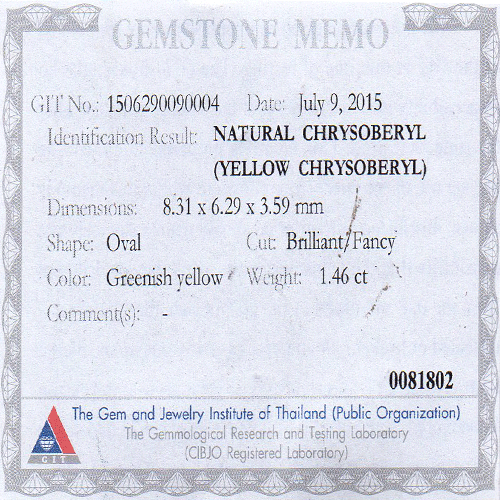 GEMSTONE MEMO
GIT No.: 1506290090004 Date: July 9, 2015
Identification Result: NATURAL CHRYSOBERYL
(YELLOW CHRYSOBERYL)
Dimensions: 8.31 x 6.29 x 3.59 mm
Shape: Oval Cut: Brilliant/Fancy
Color: Greenish yellow Weight: 1.46 ct
Comment(s): -
0081802
The Gem and Jewelry Institute of Thailand (Public Organization)
The Gemmological Research and Testing Laboratory
(CIBJO Registered Laboratory)
GIT